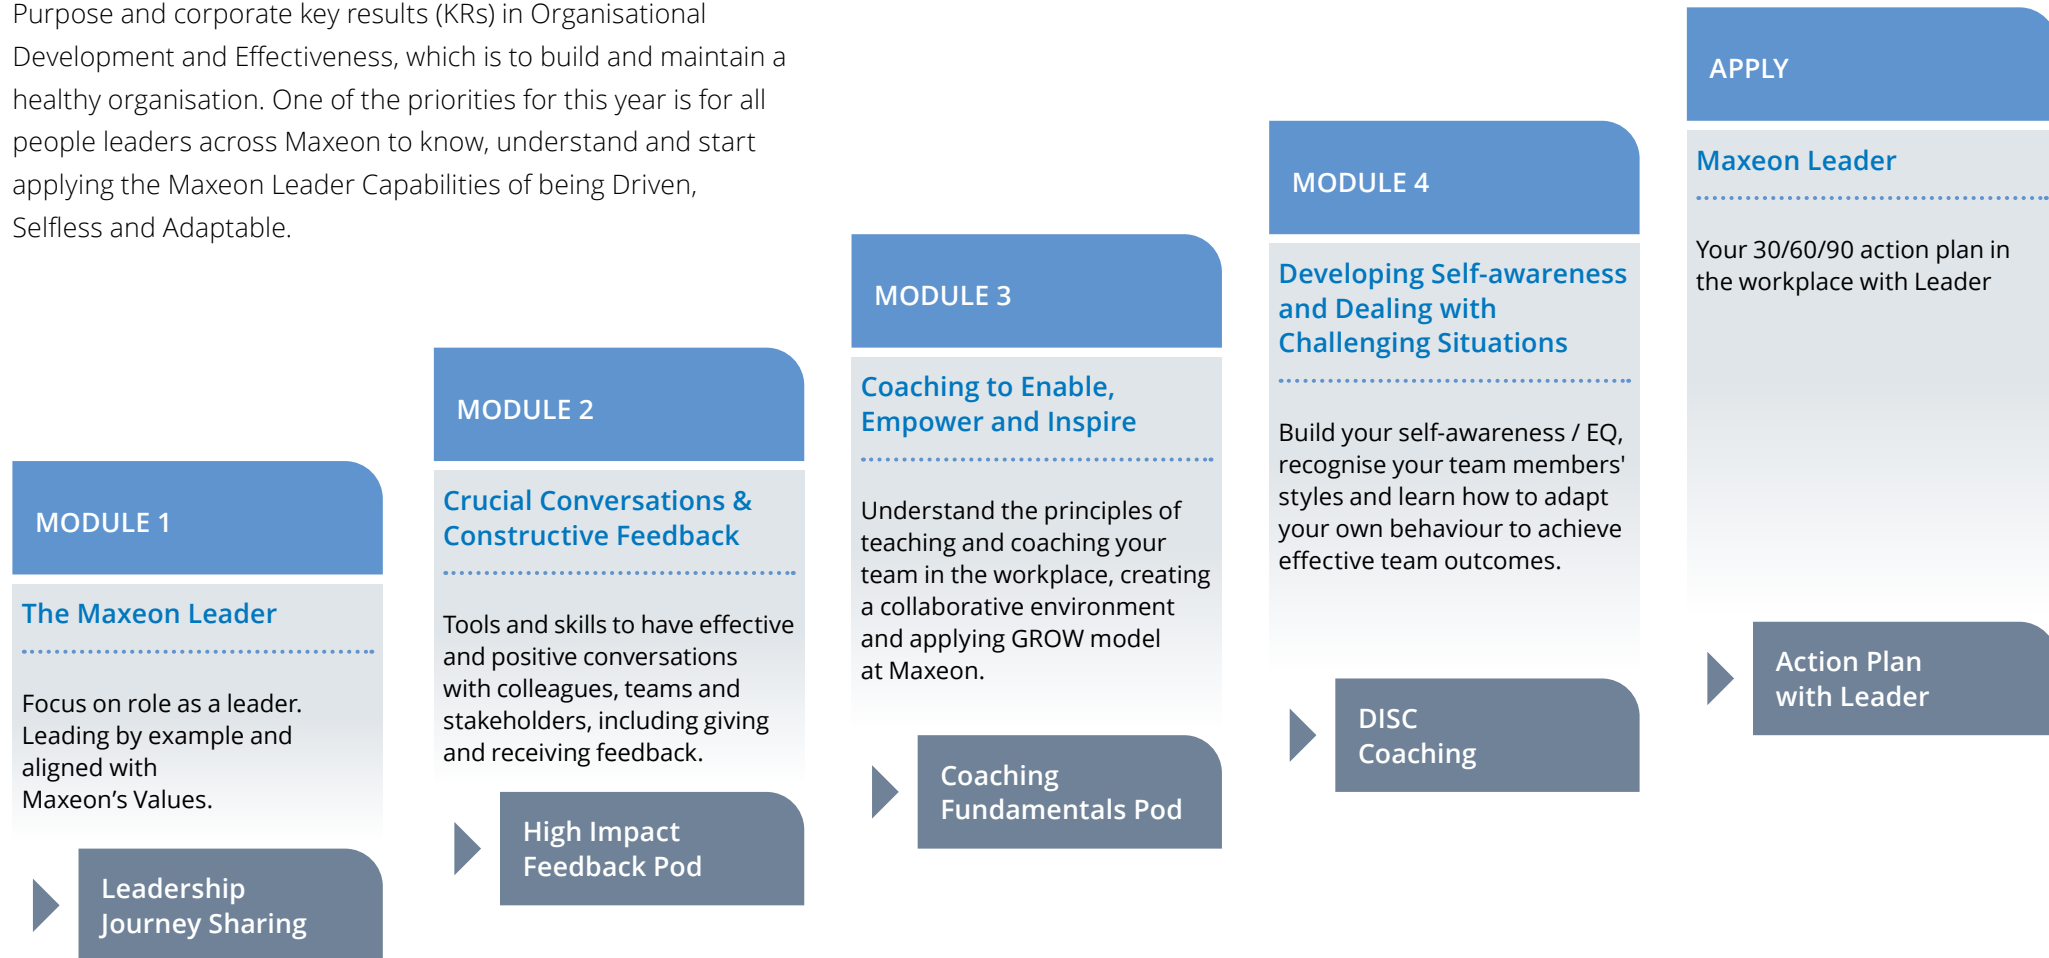 Purpose and corporate key results (KRs) in Organisational
Development and Effectiveness, which is to build and maintain a
healthy organisation. One of the priorities for this year is for all
people leaders across Maxeon to know, understand and start
applying the Maxeon Leader Capabilities of being Driven,
Selfless and Adaptable.
MODULE 1
The Maxeon Leader
Focus on role as a leader.
Leading by example and
aligned with
Maxeon’s Values.
Leadership
Journey Sharing
MODULE 2
Crucial Conversations &
Constructive Feedback
Tools and skills to have effective
and positive conversations
with colleagues, teams and
stakeholders, including giving
and receiving feedback.
High Impact
Feedback Pod
MODULE 3
Coaching to Enable,
Empower and Inspire
Understand the principles of
teaching and coaching your
team in the workplace, creating
a collaborative environment
and applying GROW model
at Maxeon.
Coaching
Fundamentals Pod
MODULE 4
Developing Self-awareness
and Dealing with
Challenging Situations
Build your self-awareness / EQ,
recognise your team members'
styles and learn how to adapt
your own behaviour to achieve
effective team outcomes.
DISC
Coaching
APPLY
Maxeon Leader
Your 30/60/90 action plan in
the workplace with Leader
Action Plan
with Leader